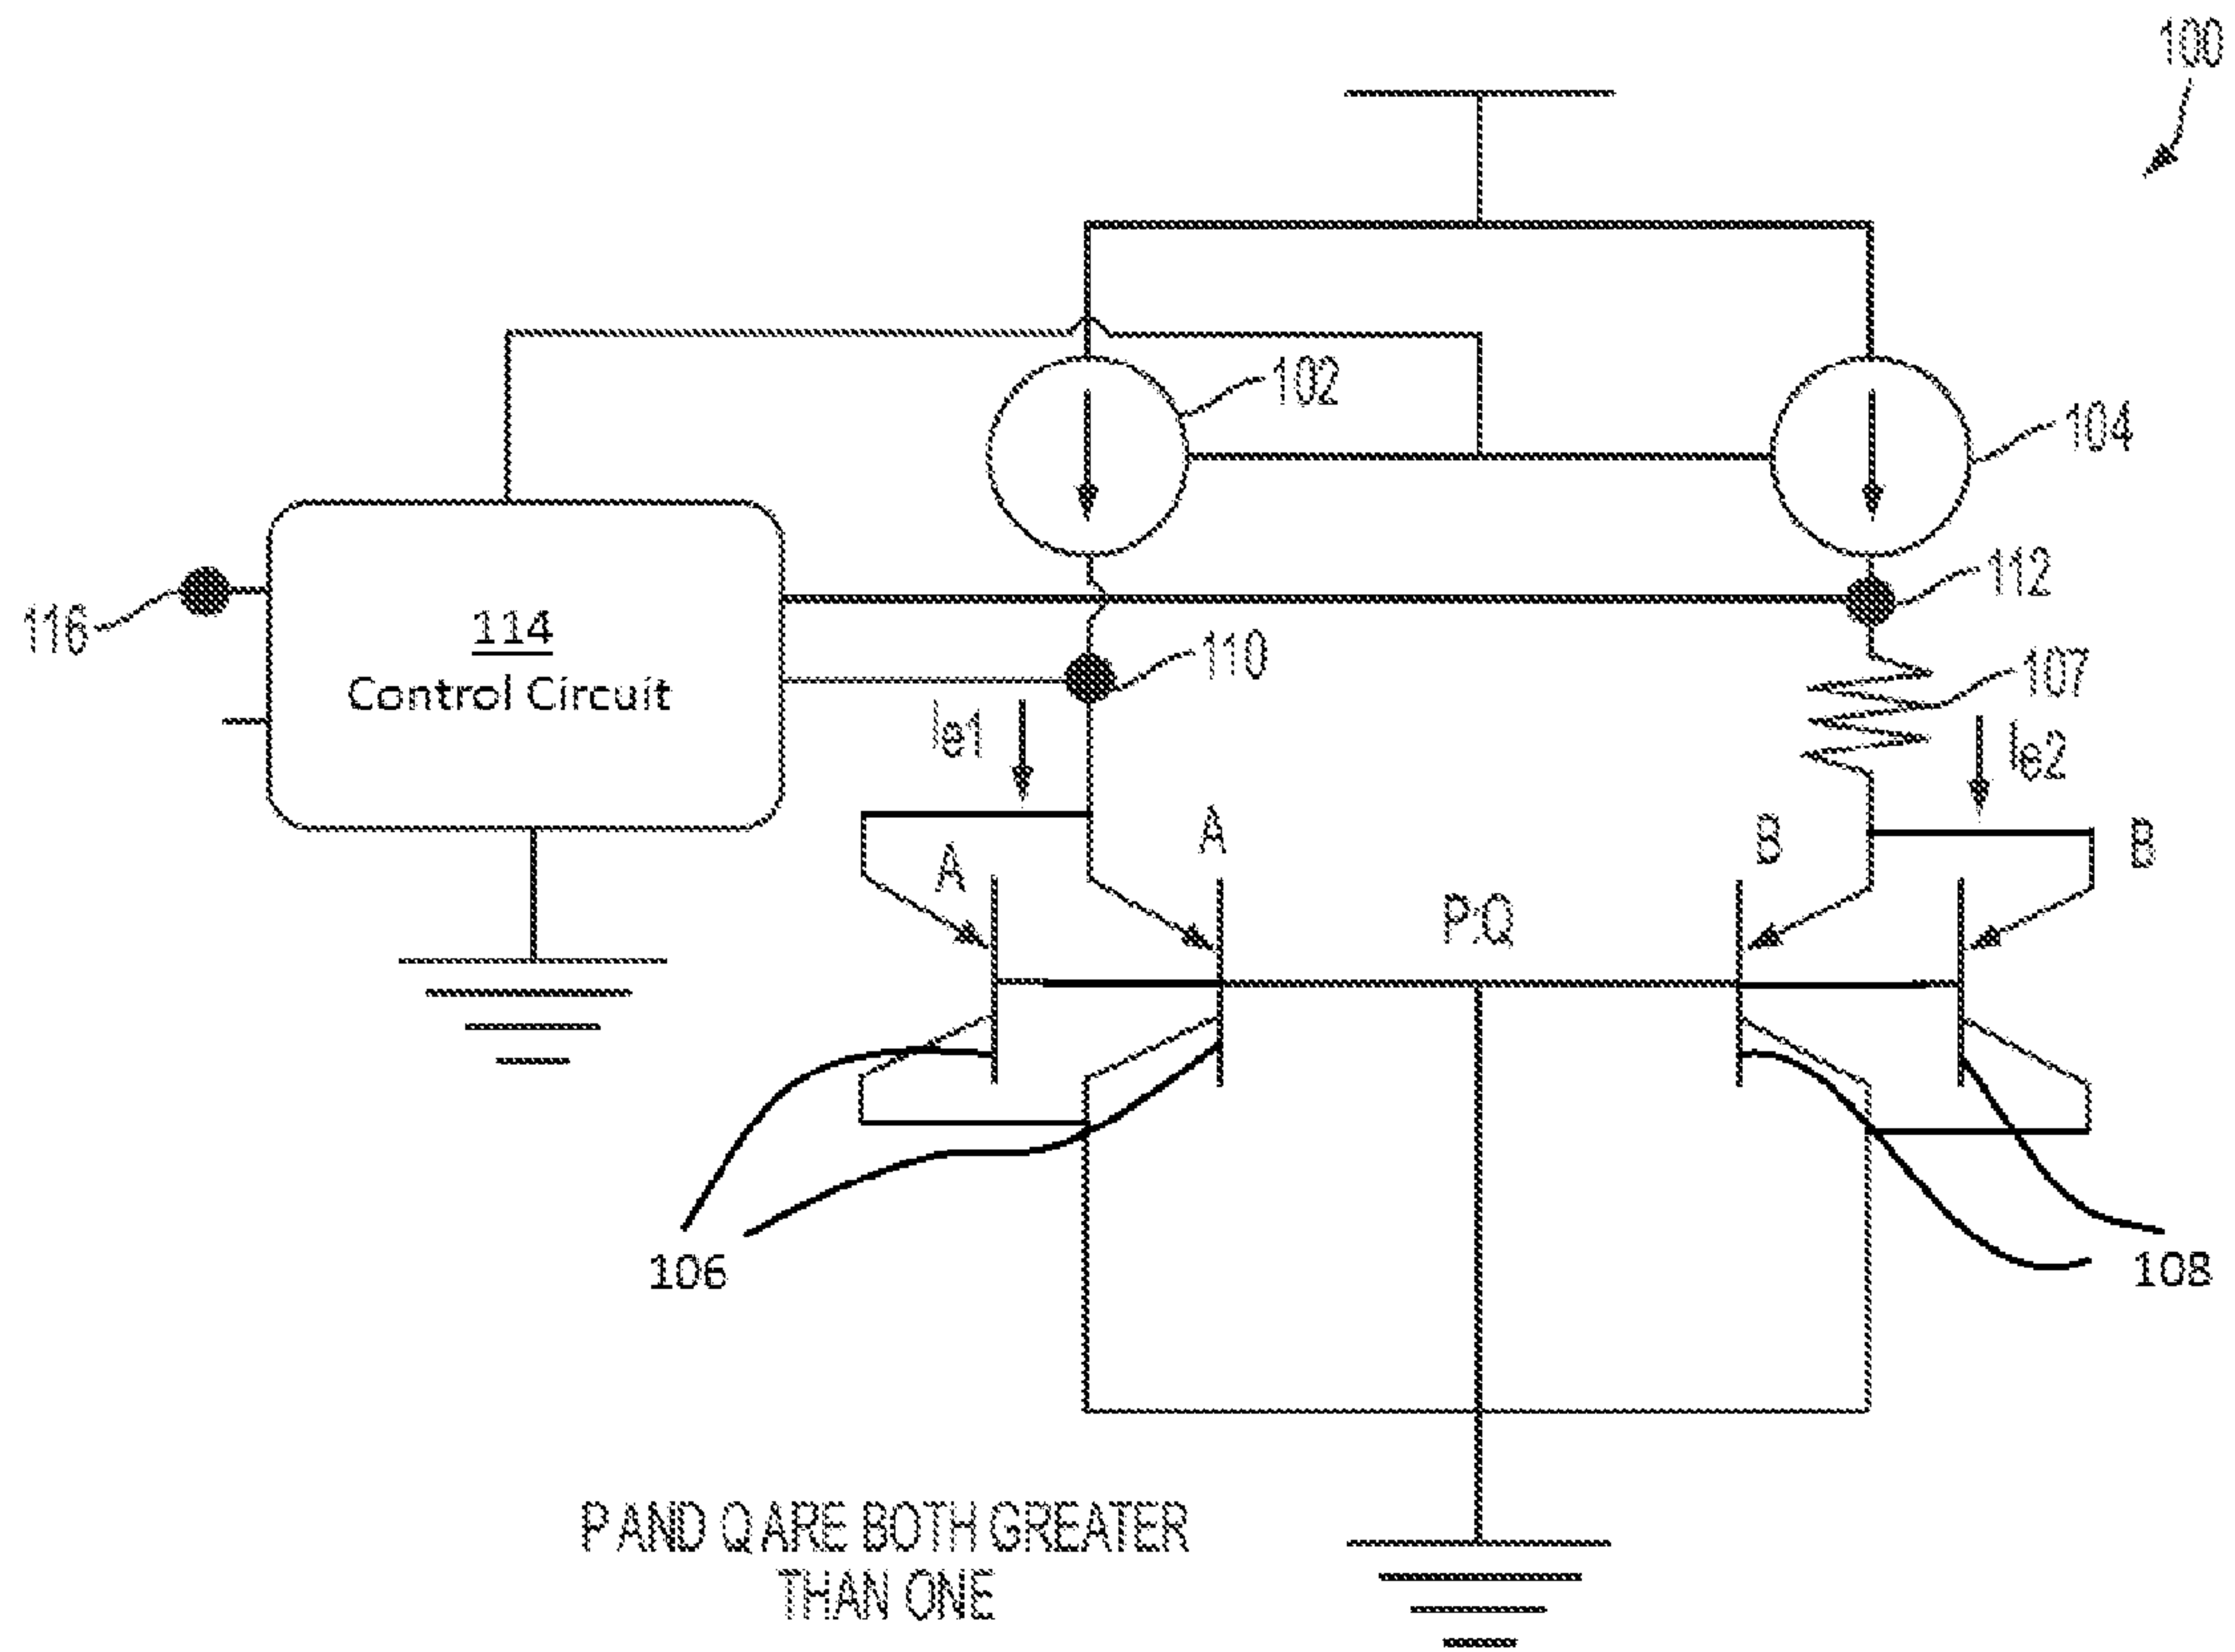 100
102
104
116
114
Control Circuit
112
110
107
Ie1
Ie2
A
A
B
B
P:Q
106
108
P AND Q ARE BOTH GREATER
THAN ONE